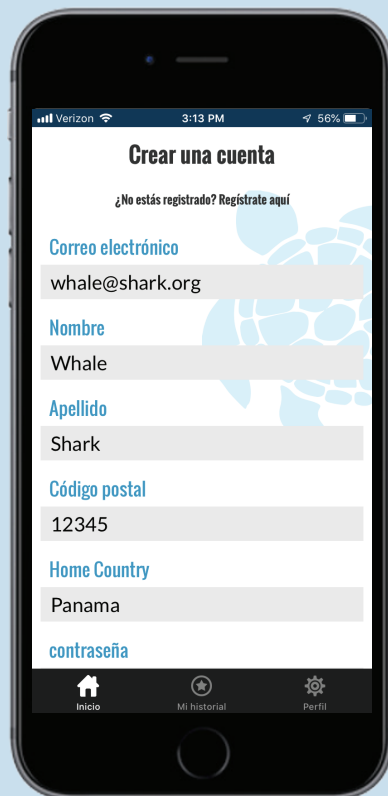 Verizon 3:13 PM 56%
Crear una cuenta
¿No estás registrado? Regístrate aquí
Correo electrónico
whale@shark.org
Nombre
Whale
Apellido
Shark
Código postal
12345
Home Country
Panama
contraseña
Inicio Mi historial Perfil